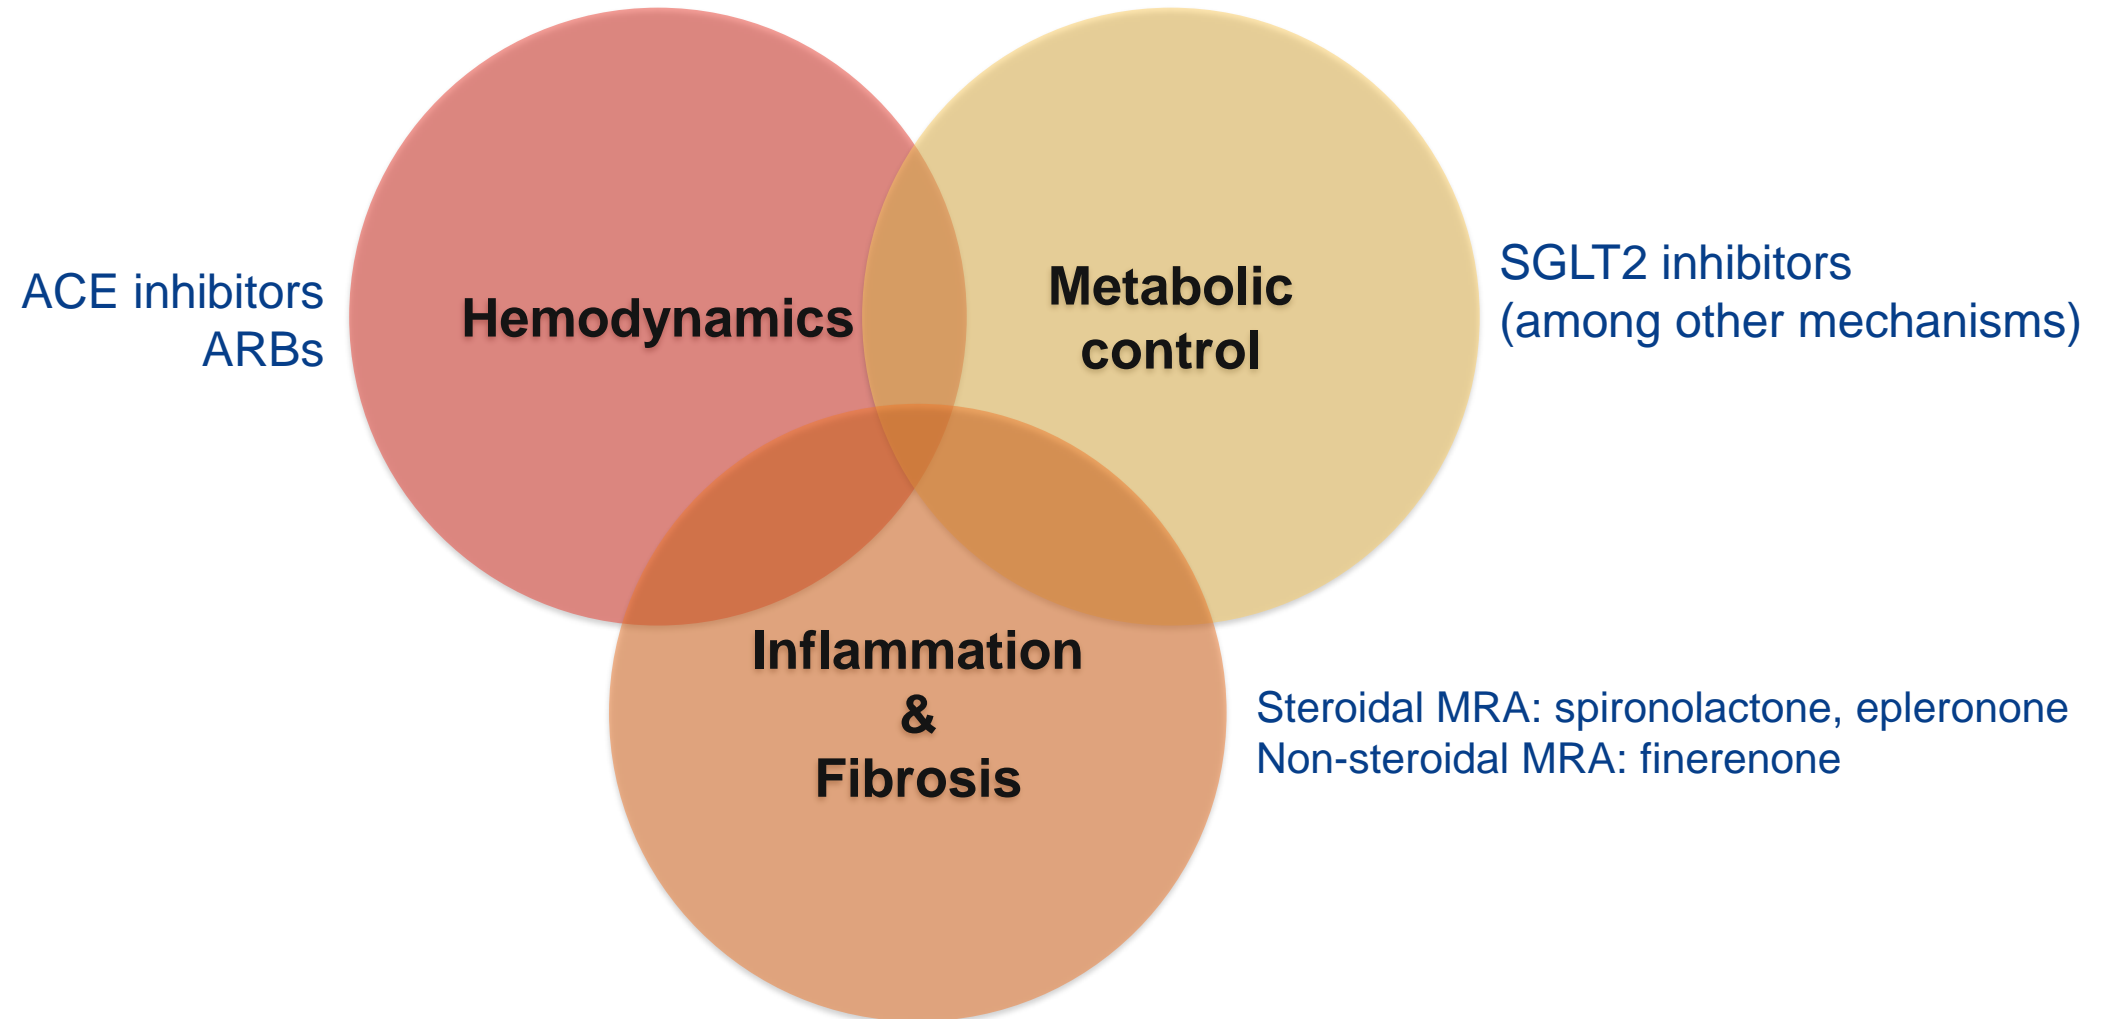 ACE inhibitors
ARBs
Hemodynamics
Metabolic
control
SGLT2 inhibitors
(among other mechanisms)
Inflammation
&
Fibrosis
Steroidal MRA: spironolactone, epleronone
Non-steroidal MRA: finerenone